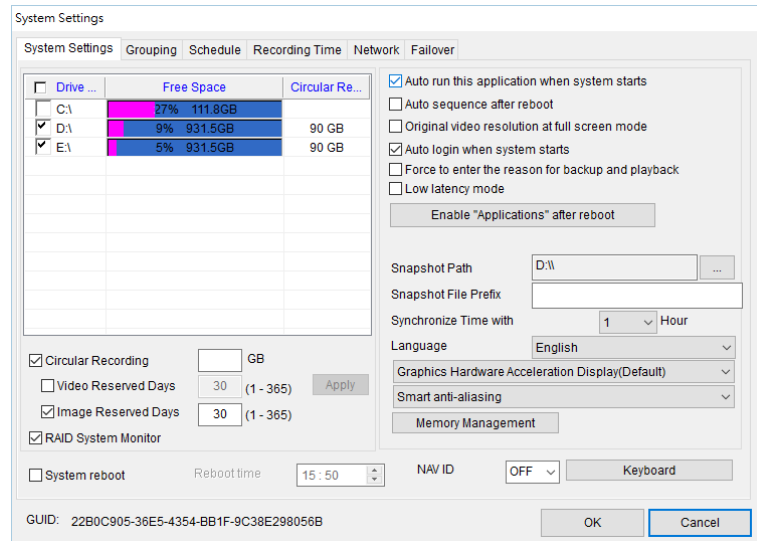 System Settings
System Settings Grouping Schedule Recording Time Network Failover
Drive ... Free Space Circular Re...
C:\ 27% 111.8GB
D:\ 9% 931.5GB 90 GB
E:\ 5% 931.5GB 90 GB
Circular Recording GB
Video Reserved Days 30 (1 - 365) Apply
Image Reserved Days 30 (1 - 365)
RAID System Monitor
System reboot Reboot time 15 : 50
Auto run this application when system starts
Auto sequence after reboot
Original video resolution at full screen mode
Auto login when system starts
Force to enter the reason for backup and playback
Low latency mode
Enable "Applications" after reboot
Snapshot Path D:\\ ...
Snapshot File Prefix
Synchronize Time with 1 Hour
Language English
Graphics Hardware Acceleration Display(Default)
Smart anti-aliasing
Memory Management
NAV ID OFF Keyboard
GUID: 22B0C905-36E5-4354-BB1F-9C38E298056B OK Cancel